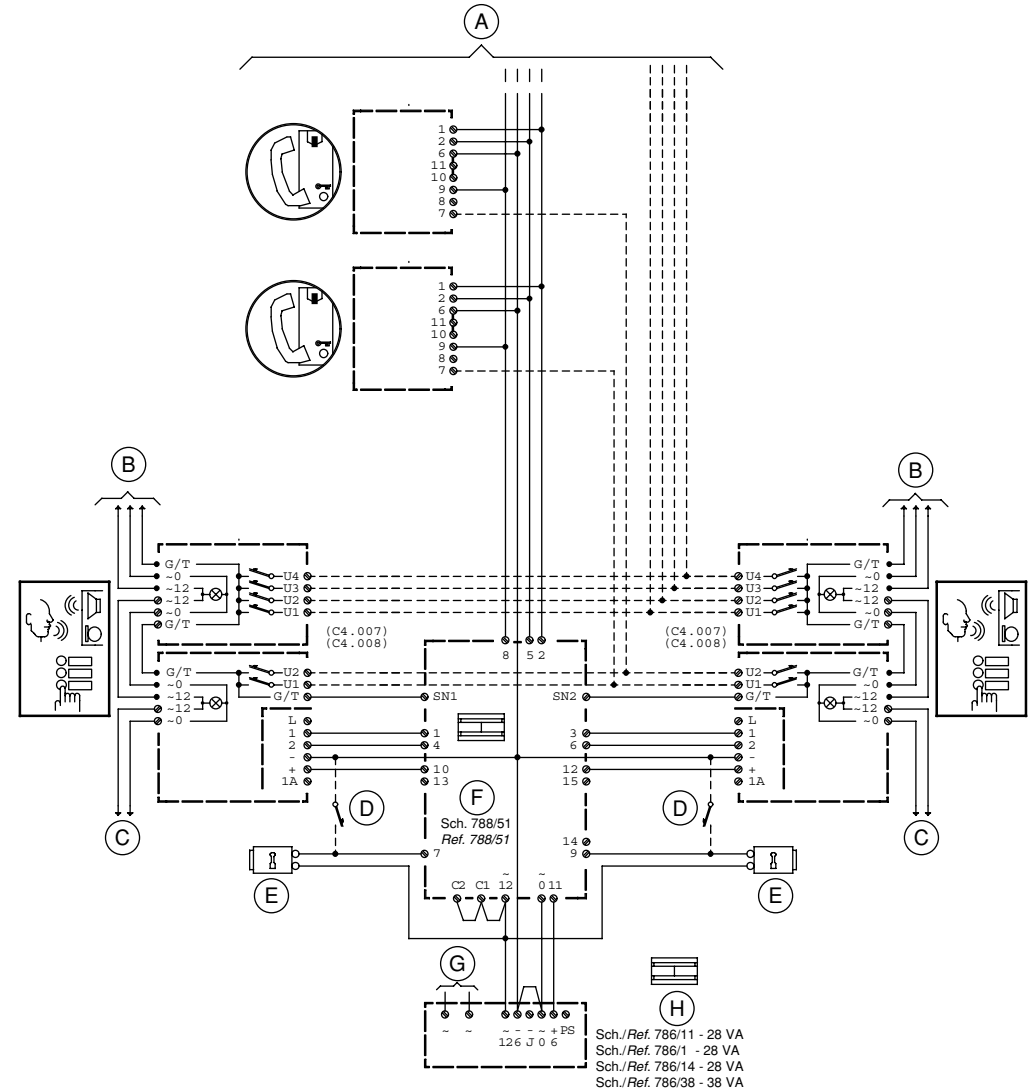 A
1
2
6
11
10
9
8
7
1
2
6
11
10
9
8
7
B
B
G/T
~0
~12
~12
~0
G/T
U4
U3
U2
U1
U4
U3
U2
U1
G/T
~0
~12
~12
~0
G/T
(C4.007)
(C4.008)
(C4.007)
(C4.008)
8 5 2
G/T
~0
~12
~12
~0
U2
U1
G/T
SN1
SN2
U2
U1
G/T
G/T
~0
~12
~12
~0
L
1
2
-
+
1A
1
4
10
13
3
6
12
15
L
1
2
-
+
1A
F
Sch. 788/51
Ref. 788/51
D
D
C
C
7
14
9
E
E
C2 C1 ~12 ~0 11
G
H
~ ~ ~ - - ~ + PS
12 6 J 0 6
Sch./Ref. 786/11 - 28 VA
Sch./Ref. 786/1 - 28 VA
Sch./Ref. 786/14 - 28 VA
Sch./Ref. 786/38 - 38 VA